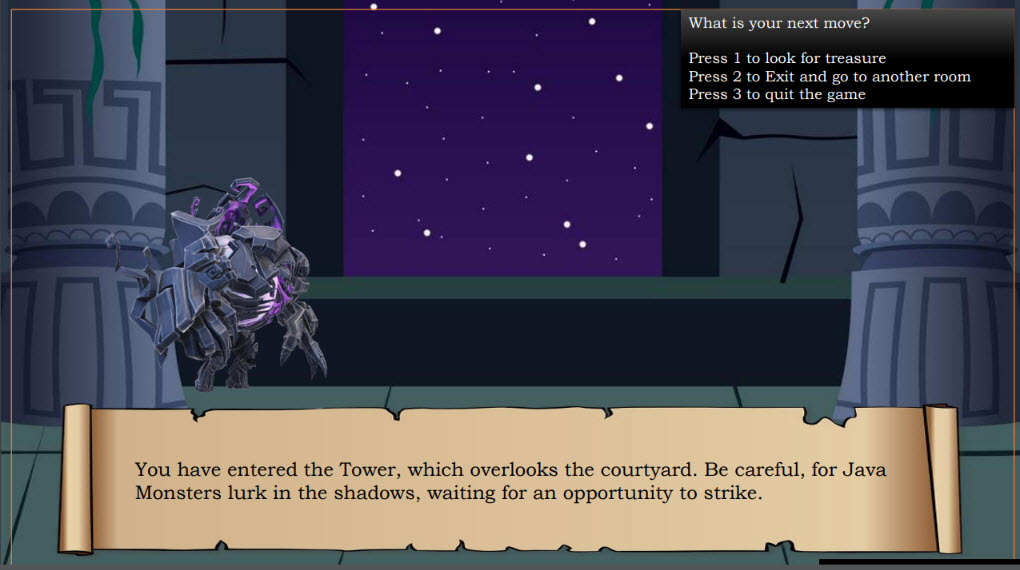 What is your next move?
Press 1 to look for treasure
Press 2 to Exit and go to another room
Press 3 to quit the game
You have entered the Tower, which overlooks the courtyard. Be careful, for Java
Monsters lurk in the shadows, waiting for an opportunity to strike.